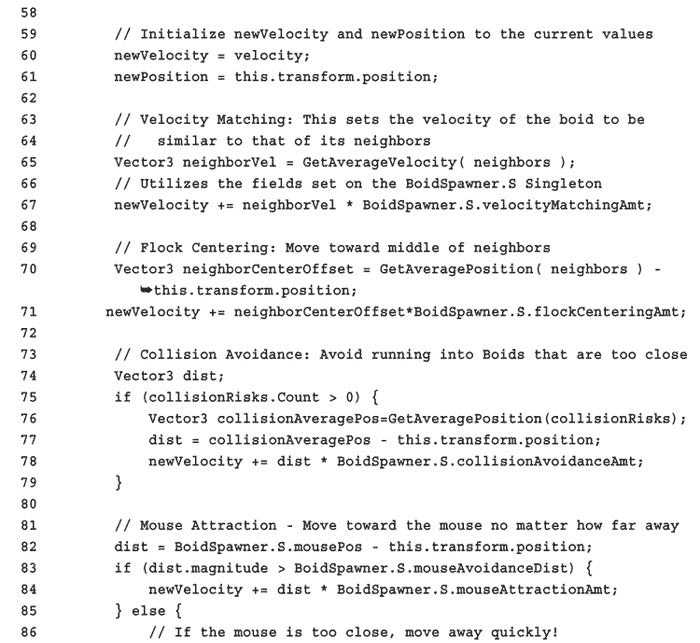 58
59 // Initialize newVelocity and newPosition to the current values
60 newVelocity = velocity;
61 newPosition = this.transform.position;
62
63 // Velocity Matching: This sets the velocity of the boid to be
64 //   similar to that of its neighbors
65 Vector3 neighborVel = GetAverageVelocity( neighbors );
66 // Utilizes the fields set on the BoidSpawner.S Singleton
67 newVelocity += neighborVel * BoidSpawner.S.velocityMatchingAmt;
68
69 // Flock Centering: Move toward middle of neighbors
70 Vector3 neighborCenterOffset = GetAveragePosition( neighbors ) -
➥this.transform.position;
71 newVelocity += neighborCenterOffset*BoidSpawner.S.flockCenteringAmt;
72
73 // Collision Avoidance: Avoid running into Boids that are too close
74 Vector3 dist;
75 if (collisionRisks.Count > 0) {
76     Vector3 collisionAveragePos=GetAveragePosition(collisionRisks);
77     dist = collisionAveragePos - this.transform.position;
78     newVelocity += dist * BoidSpawner.S.collisionAvoidanceAmt;
79 }
80
81 // Mouse Attraction - Move toward the mouse no matter how far away
82 dist = BoidSpawner.S.mousePos - this.transform.position;
83 if (dist.magnitude > BoidSpawner.S.mouseAvoidanceDist) {
84     newVelocity += dist * BoidSpawner.S.mouseAttractionAmt;
85 } else {
86     // If the mouse is too close, move away quickly!